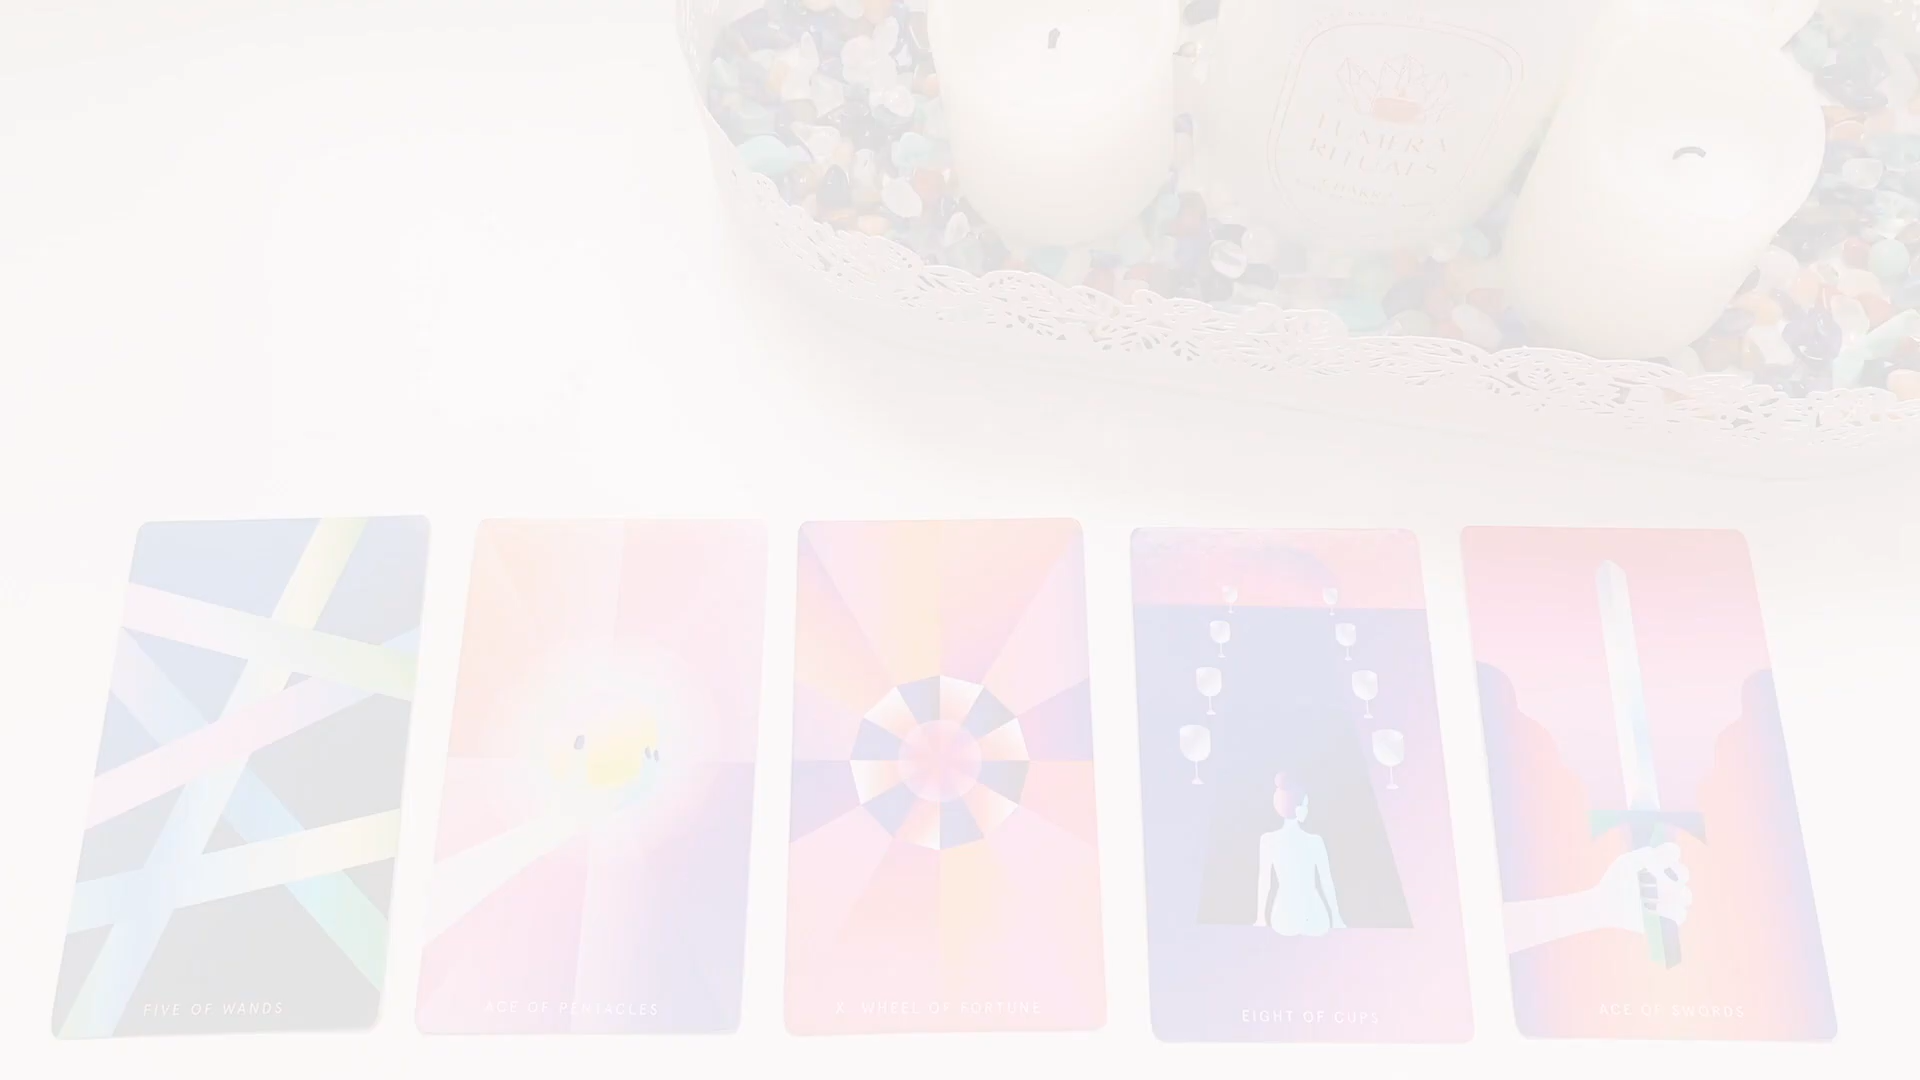 LUMERA
RITUALS
FIVE OF WANDS
ACE OF PENTACLES
X WHEEL OF FORTUNE
EIGHT OF CUPS
ACE OF SWORDS